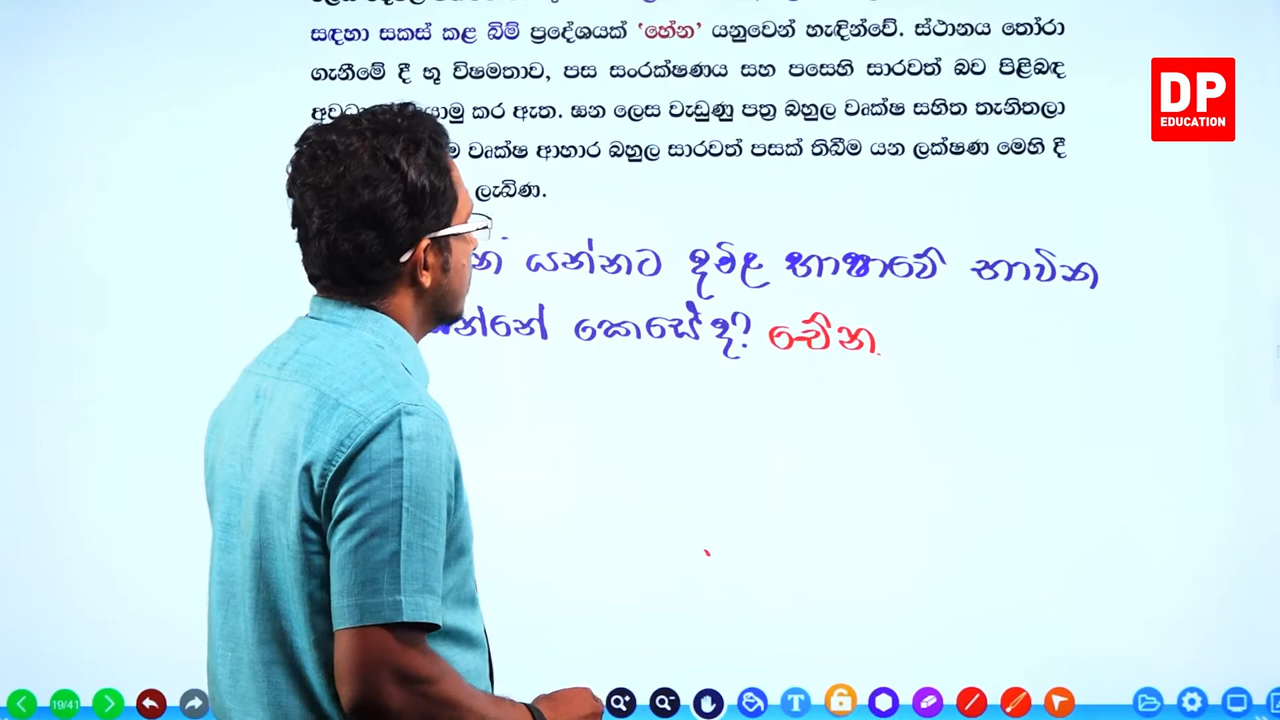 සඳහා සකස් කළ බිම් ප්‍රදේශයක් ‘හේන’ යනුවෙන් හැඳින්වේ. ස්ථානය තෝරා
ගැනීමේ දී භූ විෂමතාව, පස සංරක්ෂණය සහ පසෙහි සාරවත් බව පිළිබඳ
කර ඇත. ඝන ලෙස වැඩුණු පත්‍ර බහුල වෘක්ෂ සහිත තැනිතලා
වෘක්ෂ ආහාර බහුල සාරවත් පසක් තිබීම යන ලක්ෂණ මෙහි දී
ලැබිණ.
යන්නට දමිළ භාෂාවේ භාවිත
කෙසේද? චේන.
DP
EDUCATION
19/41
T